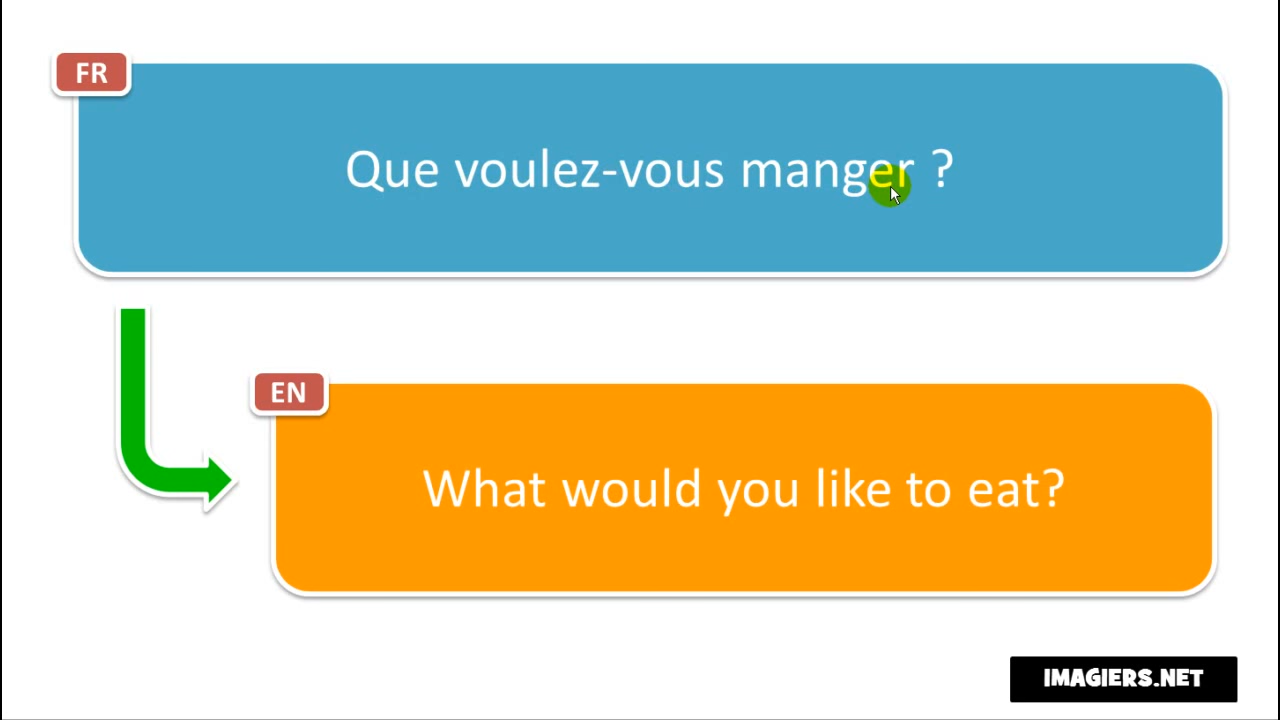 FR
Que voulez-vous manger ?
EN
What would you like to eat?
IMAGIERS.NET